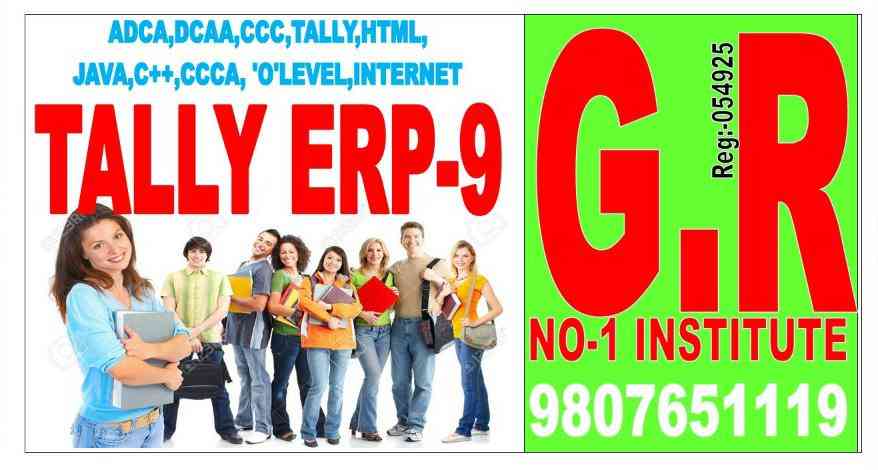 ADCA,DCAA,CCC,TALLY,HTML,
JAVA,C++,CCCA, 'O'LEVEL,INTERNET
TALLY ERP-9
G.R
Reg:-054925
NO-1 INSTITUTE
9807651119